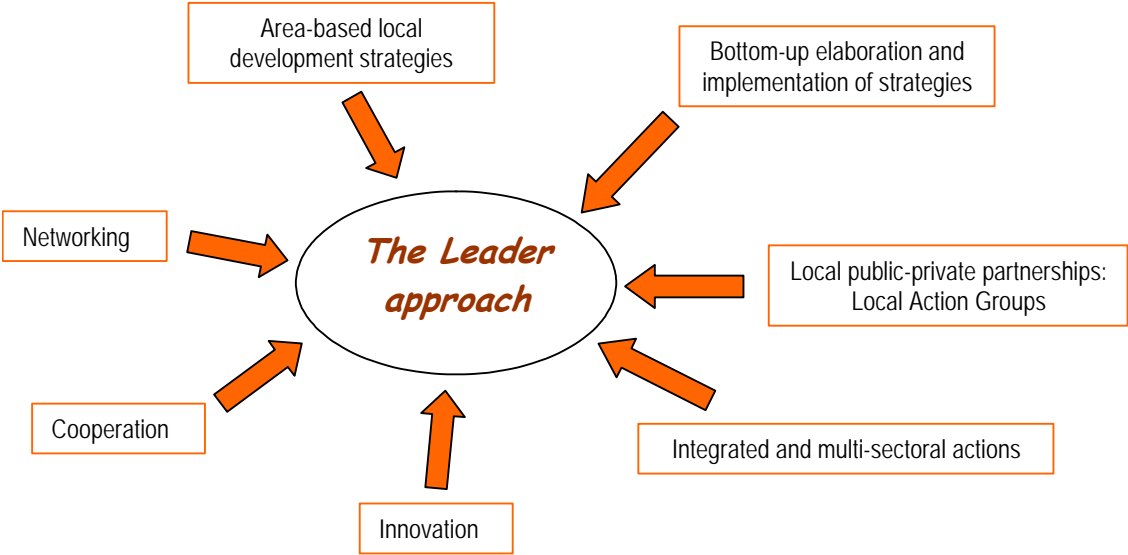 Area-based local
development strategies
Bottom-up elaboration and
implementation of strategies
Networking
The Leader
approach
Local public-private partnerships:
Local Action Groups
Cooperation
Integrated and multi-sectoral actions
Innovation